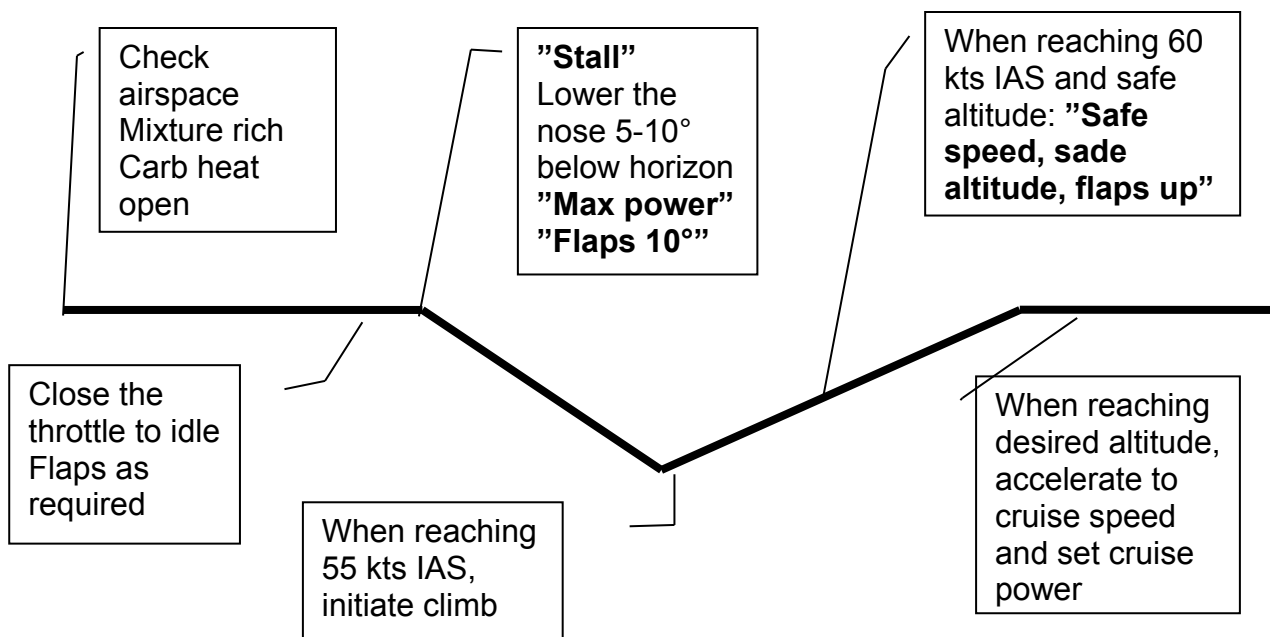 Check
airspace
Mixture rich
Carb heat
open
”Stall”
Lower the
nose 5-10°
below horizon
”Max power”
”Flaps 10°”
When reaching 60
kts IAS and safe
altitude: ”Safe
speed, sade
altitude, flaps up”
Close the
throttle to idle
Flaps as
required
When reaching
55 kts IAS,
initiate climb
When reaching
desired altitude,
accelerate to
cruise speed
and set cruise
power